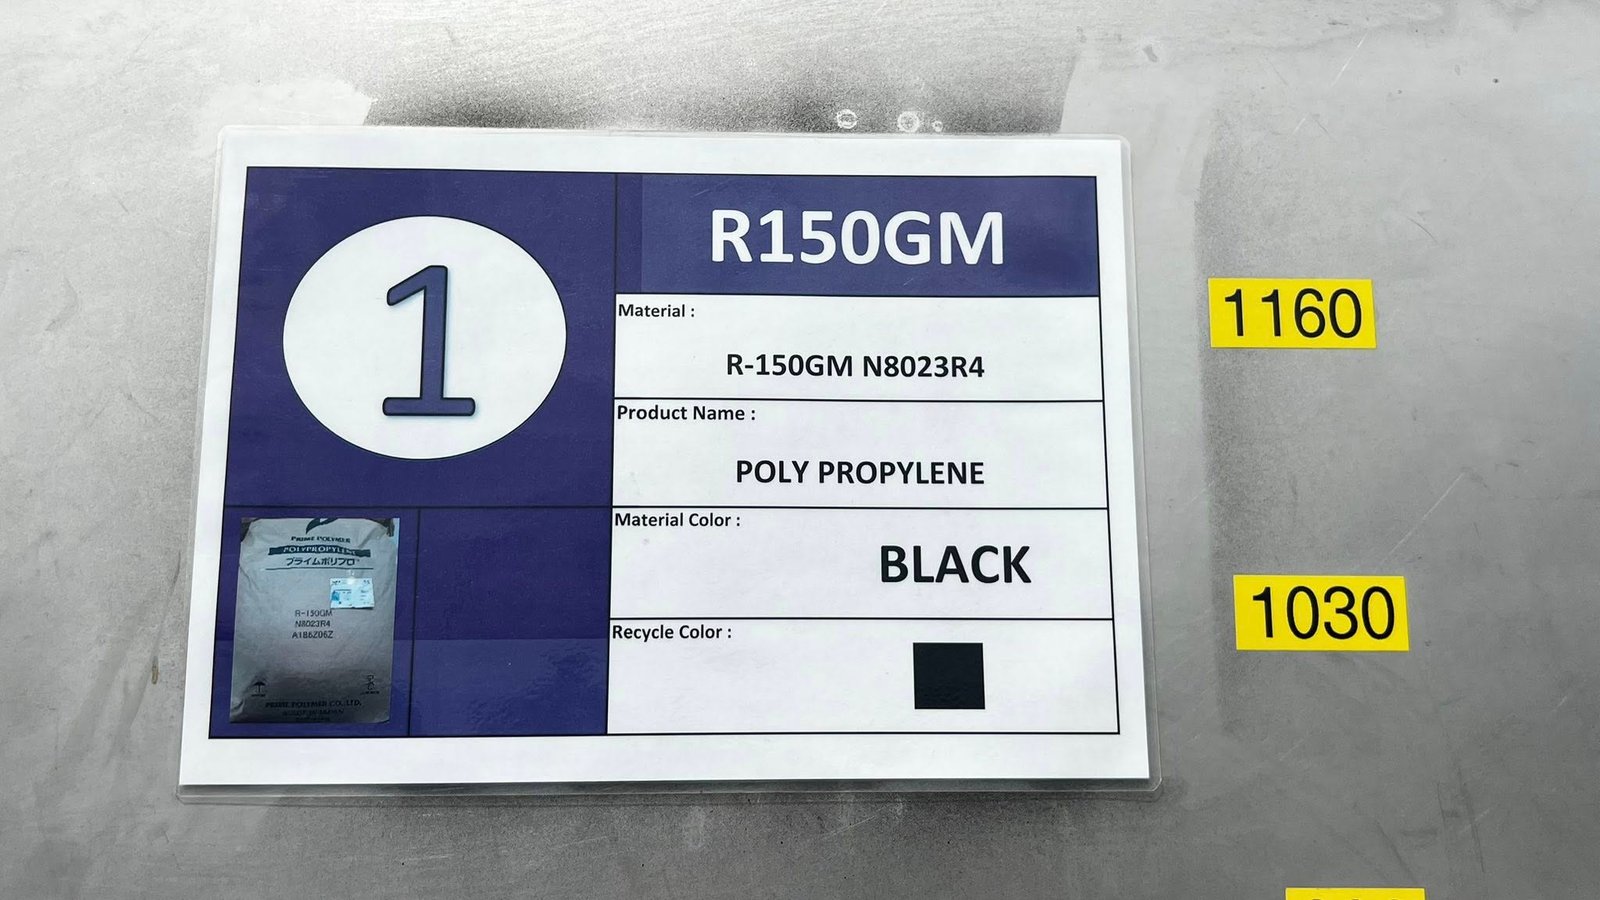 1
R150GM
Material :
R-150GM N8023R4
Product Name :
POLY PROPYLENE
Material Color :
BLACK
Recycle Color :
PRIME POLYMER
POLYPROPYLENE
プライムポリプロ
R-150GM
N8023R4
A1B6Z06Z
PRIME POLYMER CO., LTD.
1160
1030